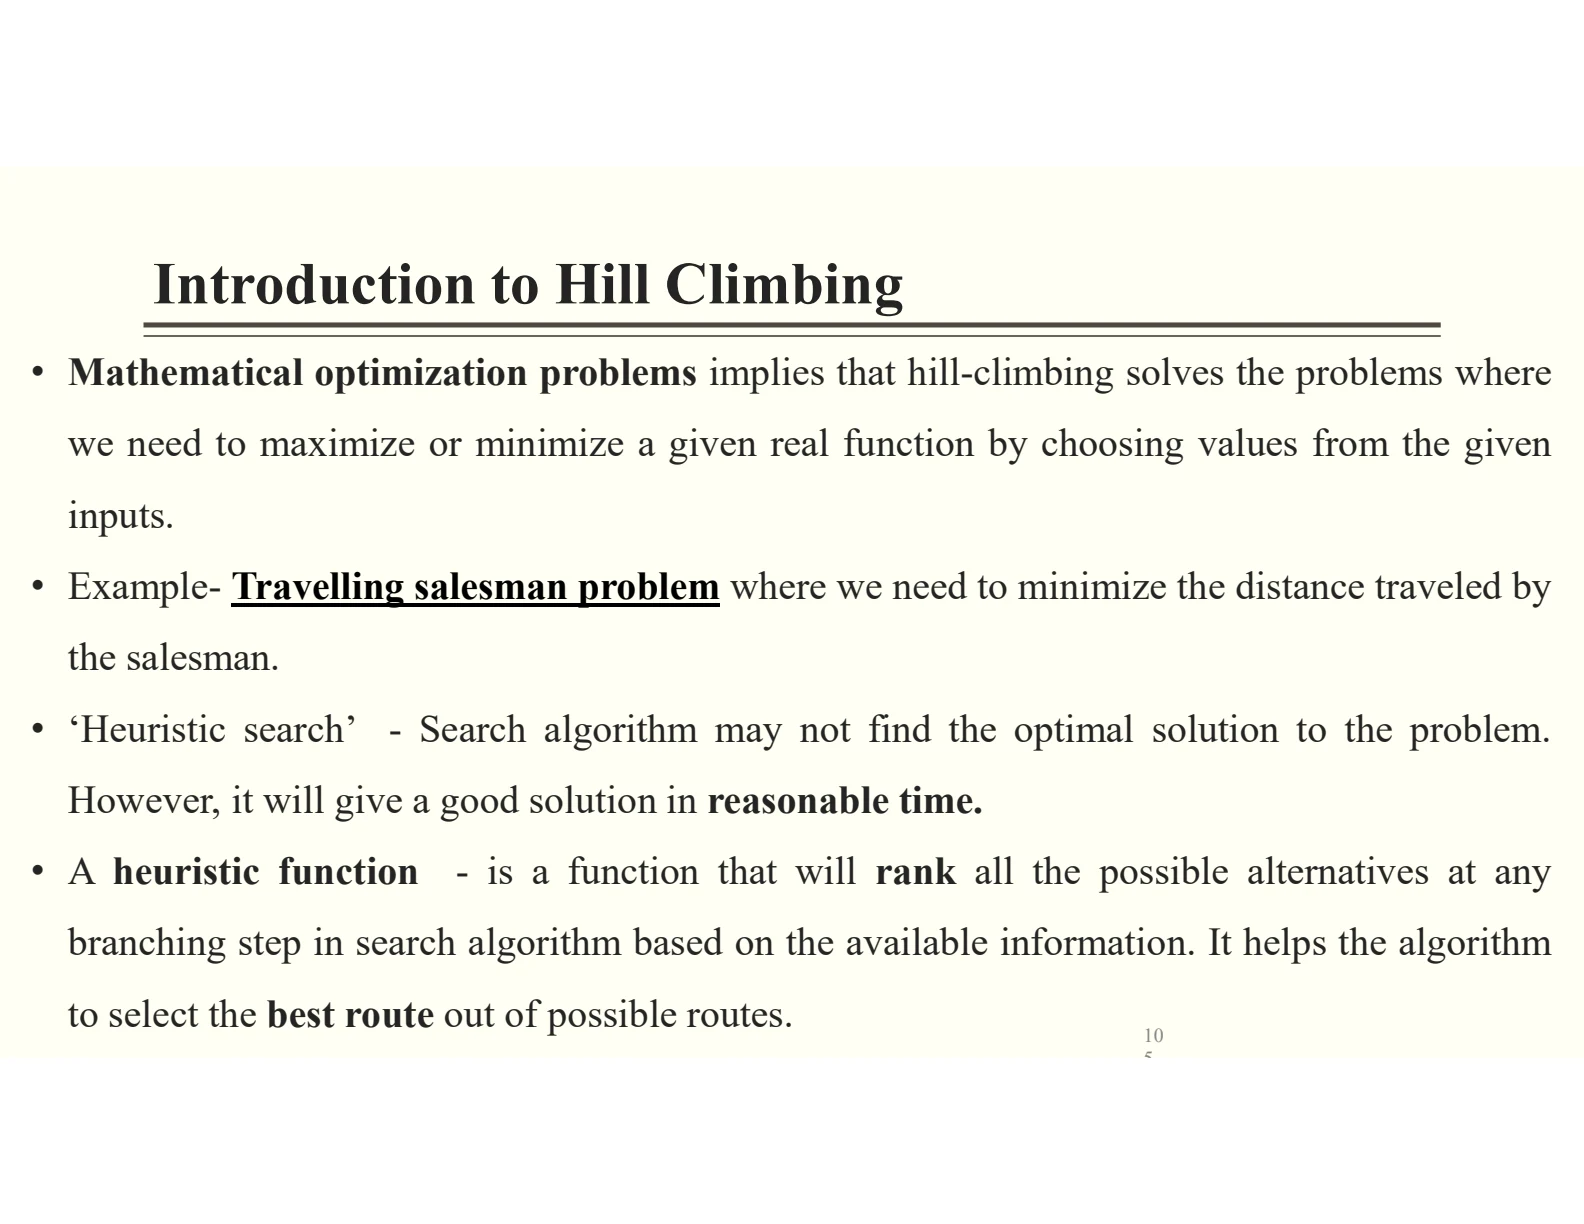 Introduction to Hill Climbing
• Mathematical optimization problems implies that hill-climbing solves the problems where
we need to maximize or minimize a given real function by choosing values from the given
inputs.
• Example- Travelling salesman problem where we need to minimize the distance traveled by
the salesman.
• ‘Heuristic search’ - Search algorithm may not find the optimal solution to the problem.
However, it will give a good solution in reasonable time.
• A heuristic function - is a function that will rank all the possible alternatives at any
branching step in search algorithm based on the available information. It helps the algorithm
to select the best route out of possible routes.
10
5